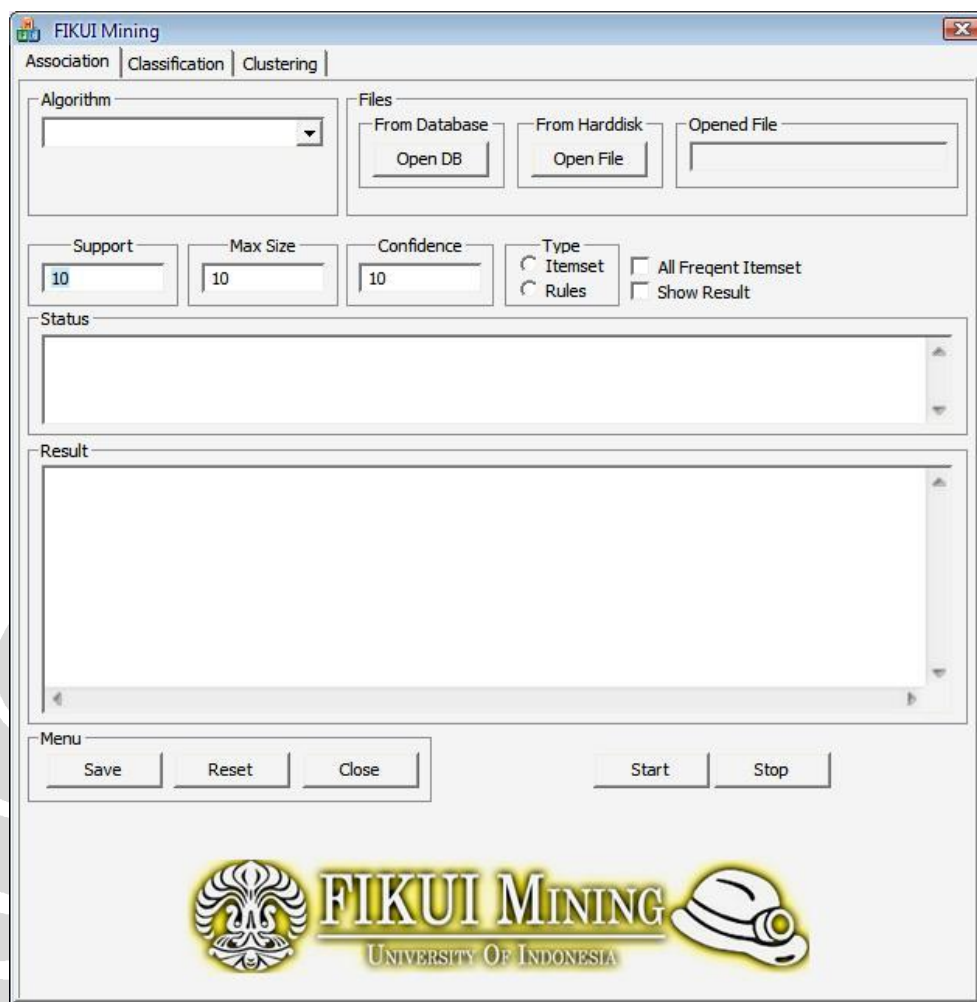 FIKUI Mining
Association Classification Clustering
Algorithm
Files
From Database
Open DB
From Harddisk
Open File
Opened File
Support
10
Max Size
10
Confidence
10
Type
Itemset
Rules
All Freqent Itemset
Show Result
Status
Result
Menu
Save Reset Close
Start Stop
FIKUI MINING
UNIVERSITY OF INDONESIA